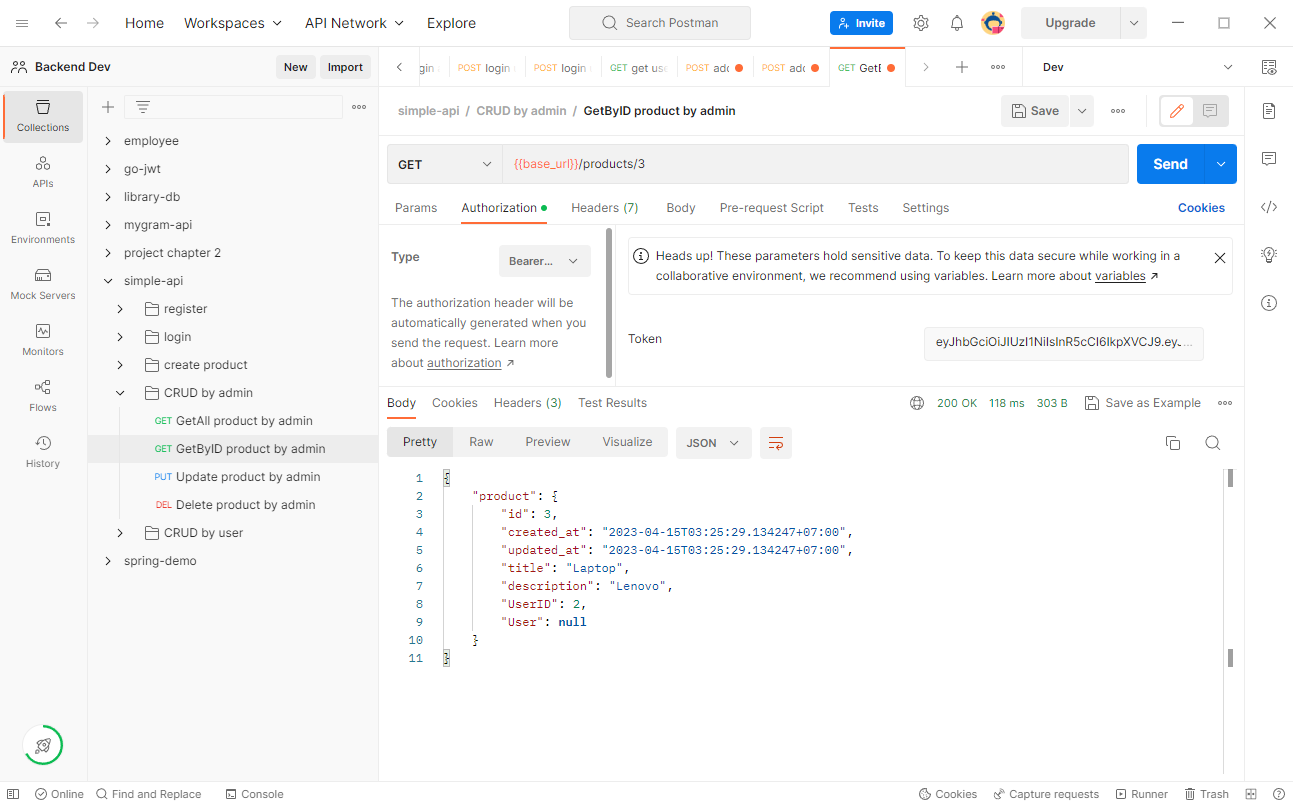 Home Workspaces API Network Explore Search Postman Invite Upgrade
Backend Dev New Import gin POST login POST login GET get use POST add POST add GET GetB Dev
Collections
APIs
Environments
Mock Servers
Monitors
Flows
History
employee
go-jwt
library-db
mygram-api
project chapter 2
simple-api
register
login
create product
CRUD by admin
GET GetAll product by admin
GET GetByID product by admin
PUT Update product by admin
DEL Delete product by admin
CRUD by user
spring-demo
simple-api / CRUD by admin / GetByID product by admin Save
GET {{base_url}}/products/3 Send
Params Authorization Headers (7) Body Pre-request Script Tests Settings Cookies
Type Bearer...
The authorization header will be
automatically generated when you
send the request. Learn more
about authorization ↗
Heads up! These parameters hold sensitive data. To keep this data secure while working in a
collaborative environment, we recommend using variables. Learn more about variables ↗
Token eyJhbGciOiJIUzI1NiIsInR5cCI6IkpXVCJ9.ey...
Body Cookies Headers (3) Test Results 200 OK 118 ms 303 B Save as Example
Pretty Raw Preview Visualize JSON
1 {
2 "product": {
3 "id": 3,
4 "created_at": "2023-04-15T03:25:29.134247+07:00",
5 "updated_at": "2023-04-15T03:25:29.134247+07:00",
6 "title": "Laptop",
7 "description": "Lenovo",
8 "UserID": 2,
9 "User": null
10 }
11 }
Online Find and Replace Console Cookies Capture requests Runner Trash